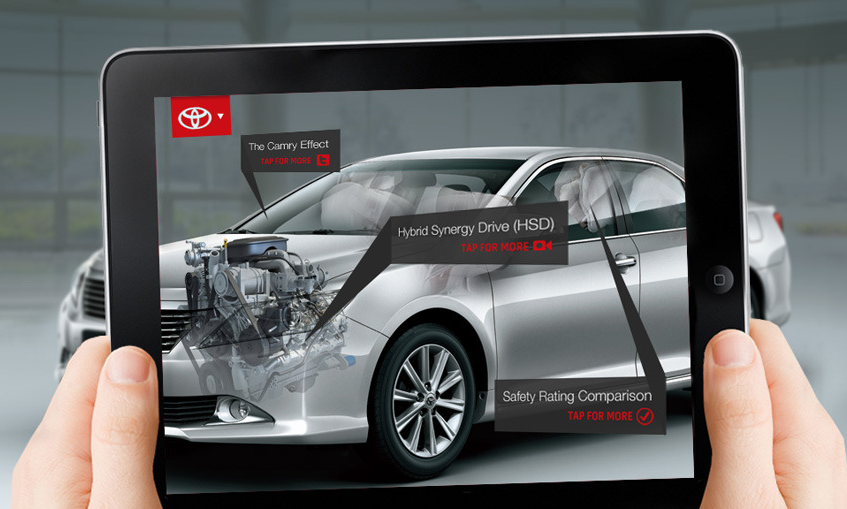 The Camry Effect
TAP FOR MORE
Hybrid Synergy Drive (HSD)
TAP FOR MORE
Safety Rating Comparison
TAP FOR MORE